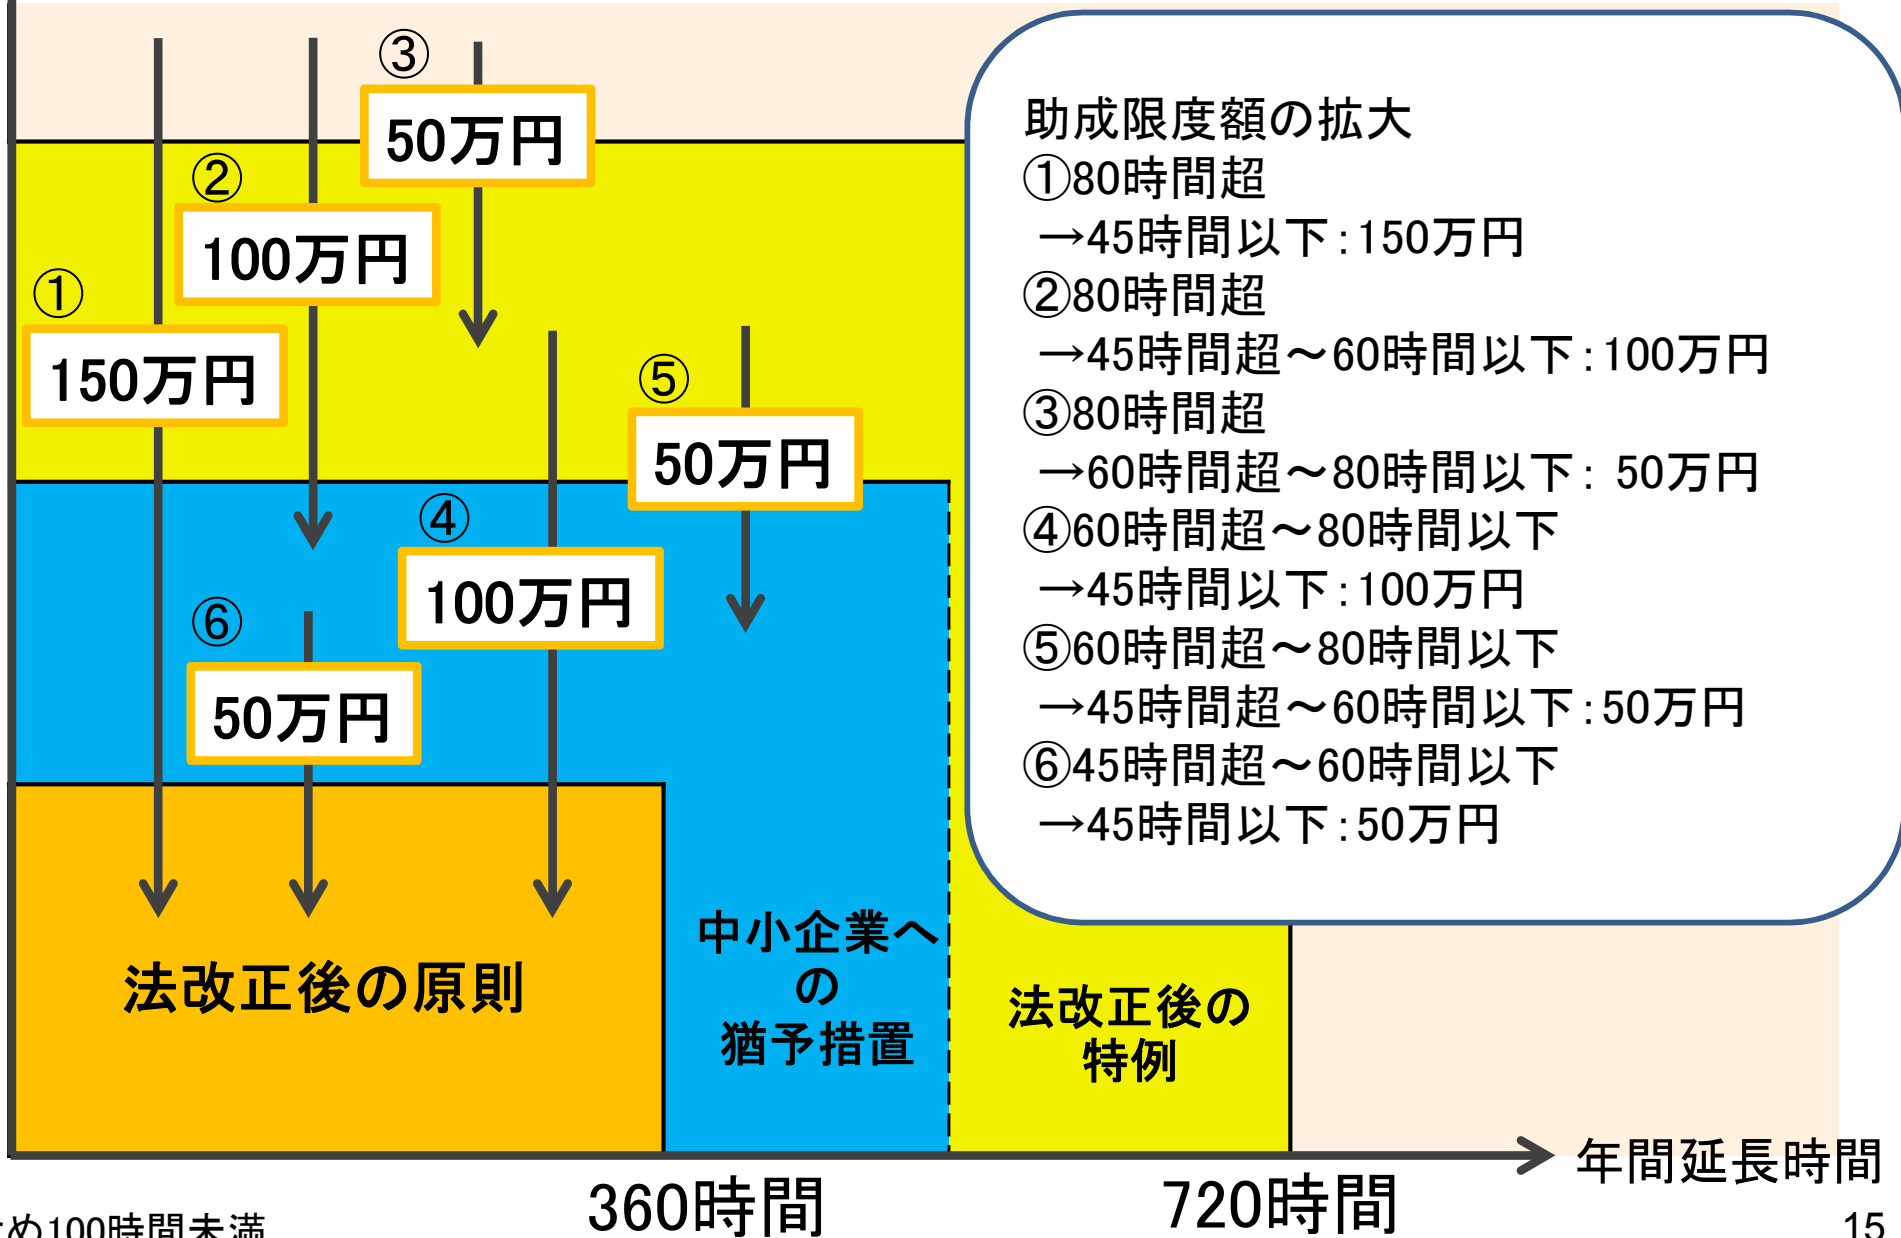 ③
50万円
②
100万円
①
150万円
⑤
50万円
④
100万円
⑥
50万円
助成限度額の拡大
①80時間超
→45時間以下:150万円
②80時間超
→45時間超～60時間以下:100万円
③80時間超
→60時間超～80時間以下: 50万円
④60時間超～80時間以下
→45時間以下:100万円
⑤60時間超～80時間以下
→45時間超～60時間以下:50万円
⑥45時間超～60時間以下
→45時間以下:50万円
法改正後の原則
中小企業へ
の
猶予措置
法改正後の
特例
年間延長時間
360時間
720時間
め100時間未満
15